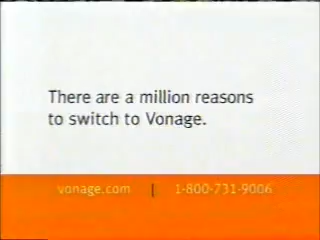 There are a million reasons
to switch to Vonage.
vonage.com | 1-800-731-9006